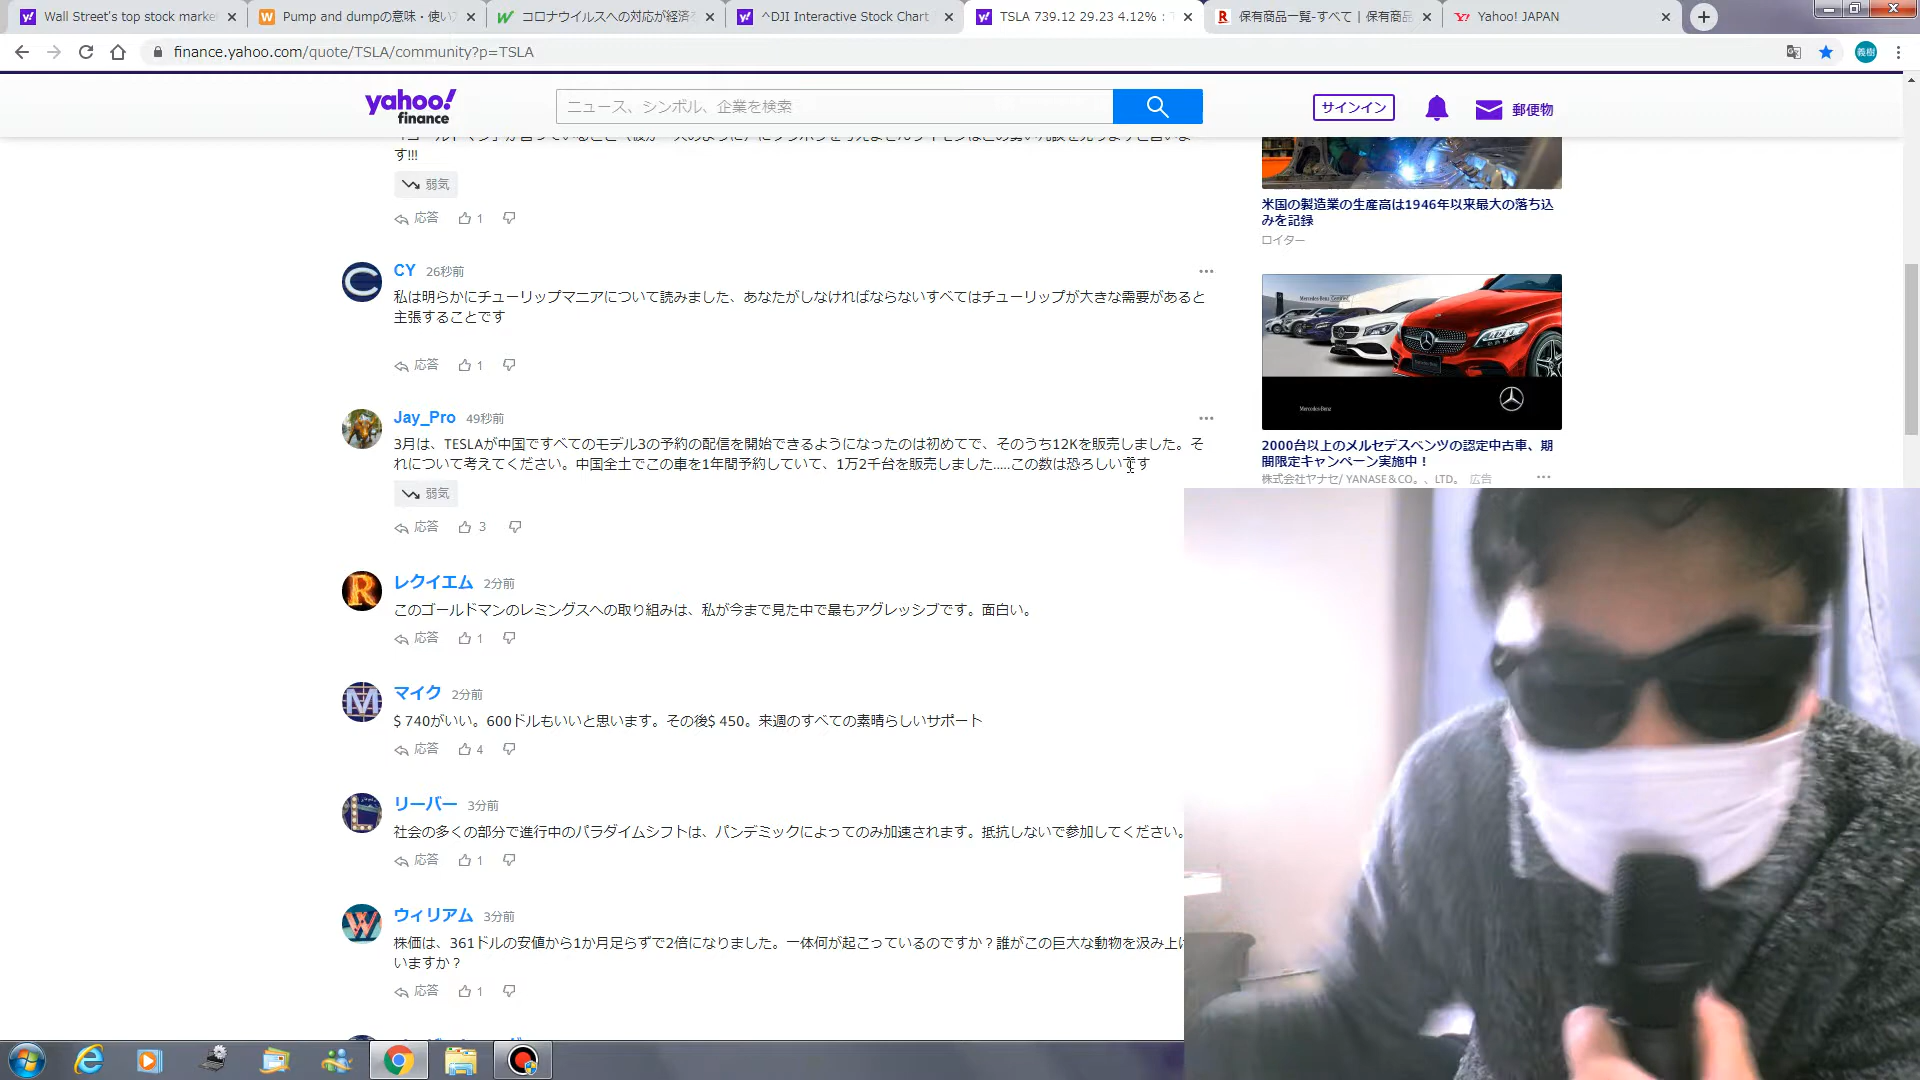 Wall Street's top stock marke
Pump and dumpの意味・使い
コロナウイルスへの対応が経済
^DJI Interactive Stock Chart
TSLA 739.12 29.23 4.12% :
保有商品一覧-すべて | 保有商品
Yahoo! JAPAN
finance.yahoo.com/quote/TSLA/community?p=TSLA
義樹
yahoo!
finance
ニュース、シンボル、企業を検索
サインイン
郵便物
す!!!
弱気
応答 1
CY 26秒前
私は明らかにチューリップマニアについて読みました、あなたがしなければならないすべてはチューリップが大きな需要があると
主張することです
応答 1
Jay_Pro 49秒前
3月は、TESLAが中国ですべてのモデル3の予約の配信を開始できるようになったのは初めてで、そのうち12Kを販売しました。そ
れについて考えてください。中国全土でこの車を1年間予約していて、1万2千台を販売しました.....この数は恐ろしいです
弱気
応答 3
レクイエム 2分前
このゴールドマンのレミングスへの取り組みは、私が今まで見た中で最もアグレッシブです。面白い。
応答 1
マイク 2分前
$ 740がいい。600ドルもいいと思います。その後$ 450。来週のすべての素晴らしいサポート
応答 4
リーバー 3分前
社会の多くの部分で進行中のパラダイムシフトは、パンデミックによってのみ加速されます。抵抗しないで参加してください。
応答 1
ウィリアム 3分前
株価は、361ドルの安値から1か月足らずで2倍になりました。一体何が起こっているのですか？誰がこの巨大な動物を汲み上げ
いますか？
応答 1
米国の製造業の生産高は1946年以来最大の落ち込
みを記録
ロイター
Mercedes-Benz
2000台以上のメルセデスベンツの認定中古車、期
間限定キャンペーン実施中！
株式会社ヤナセ/ YANASE＆CO。、LTD。 広告